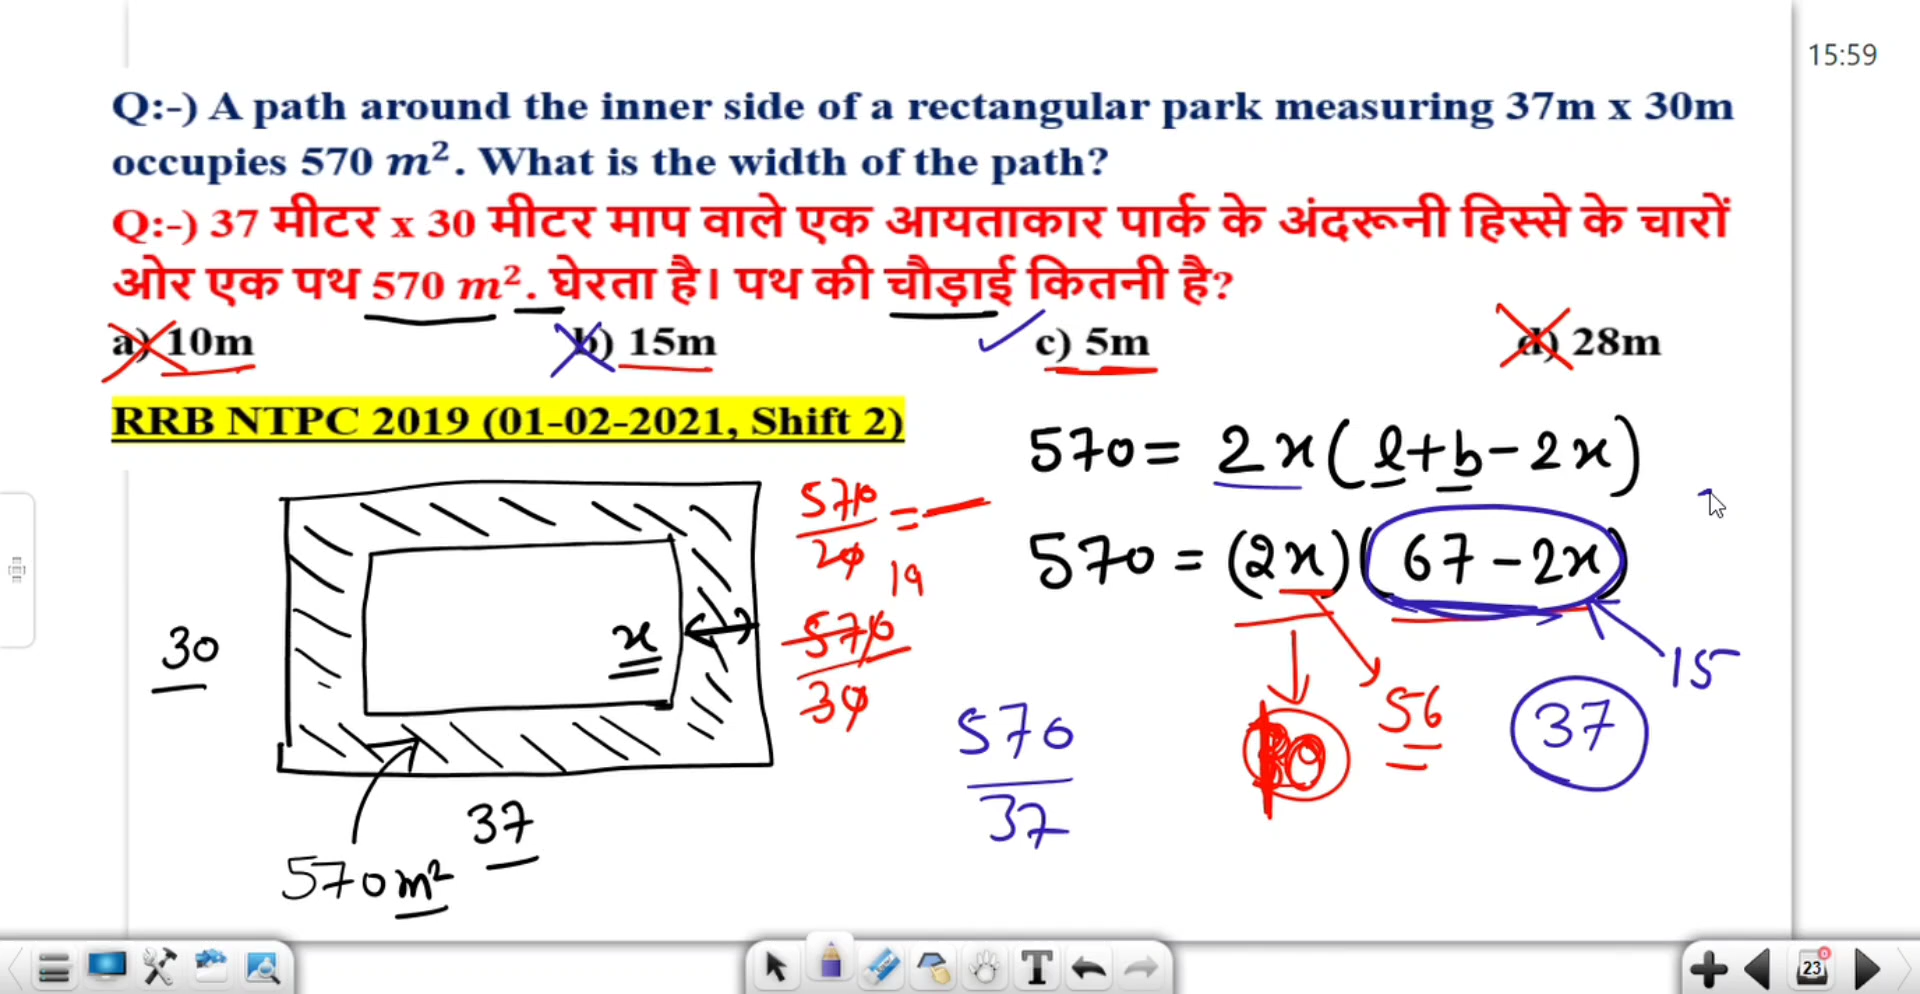 15:59
Q:-) A path around the inner side of a rectangular park measuring 37m x 30m
occupies 570 m². What is the width of the path?
Q:-) 37 मीटर x 30 मीटर माप वाले एक आयताकार पार्क के अंदरूनी हिस्से के चारों
ओर एक पथ 570 m². घेरता है। पथ की चौड़ाई कितनी है?
a) 10m b) 15m c) 5m d) 28m
RRB NTPC 2019 (01-02-2021, Shift 2)
570 = 2x(l+b-2x)
570/20 =
19
570 = (2x)(67-2x)
30
x
570/30
15
56
37
570/37
37
570m²
T
23
0